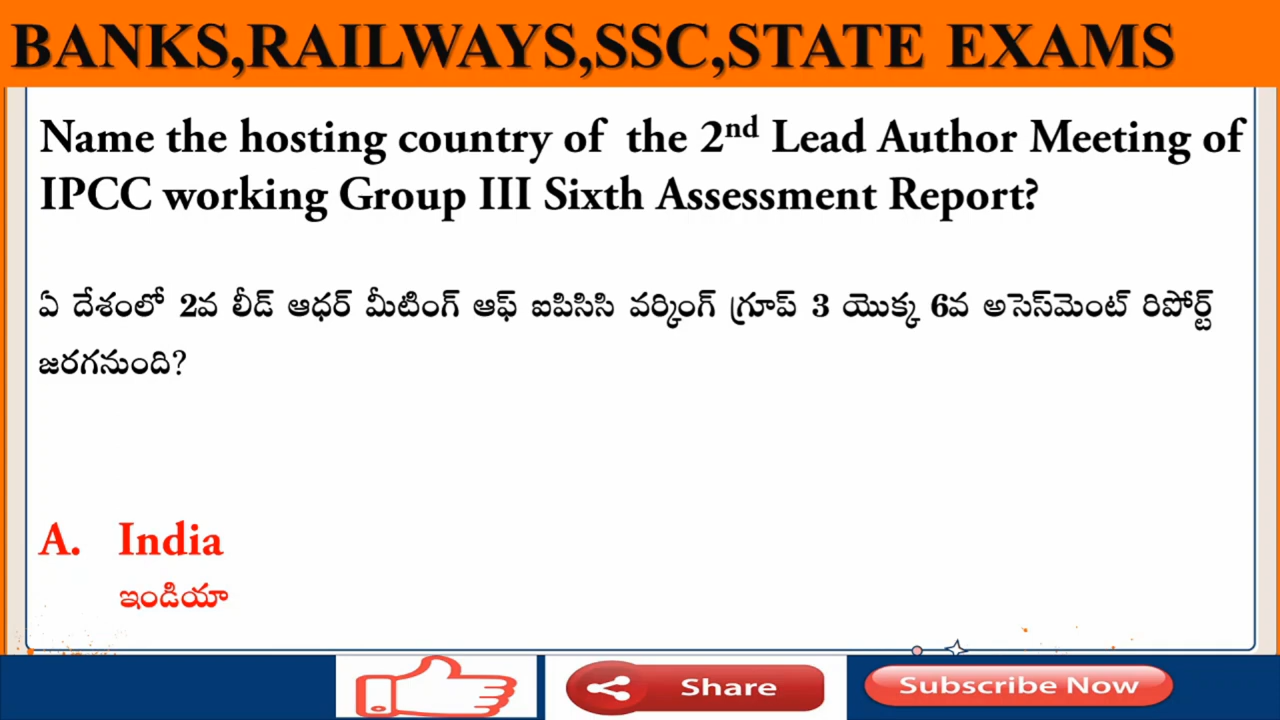 BANKS,RAILWAYS,SSC,STATE EXAMS
Name the hosting country of the 2nd Lead Author Meeting of
IPCC working Group III Sixth Assessment Report?
ఏ దేశంలో 2వ లీడ్ ఆధర్ మీటింగ్ ఆఫ్ ఐపిసిసి వర్కింగ్ గ్రూప్ 3 యొక్క 6వ అసెస్‌మెంట్ రిపోర్ట్
జరగనుంది?
A. India
ఇండియా
Share
Subscribe Now